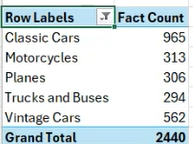 Row Labels Fact Count
Classic Cars 965
Motorcycles 313
Planes 306
Trucks and Buses 294
Vintage Cars 562
Grand Total 2440